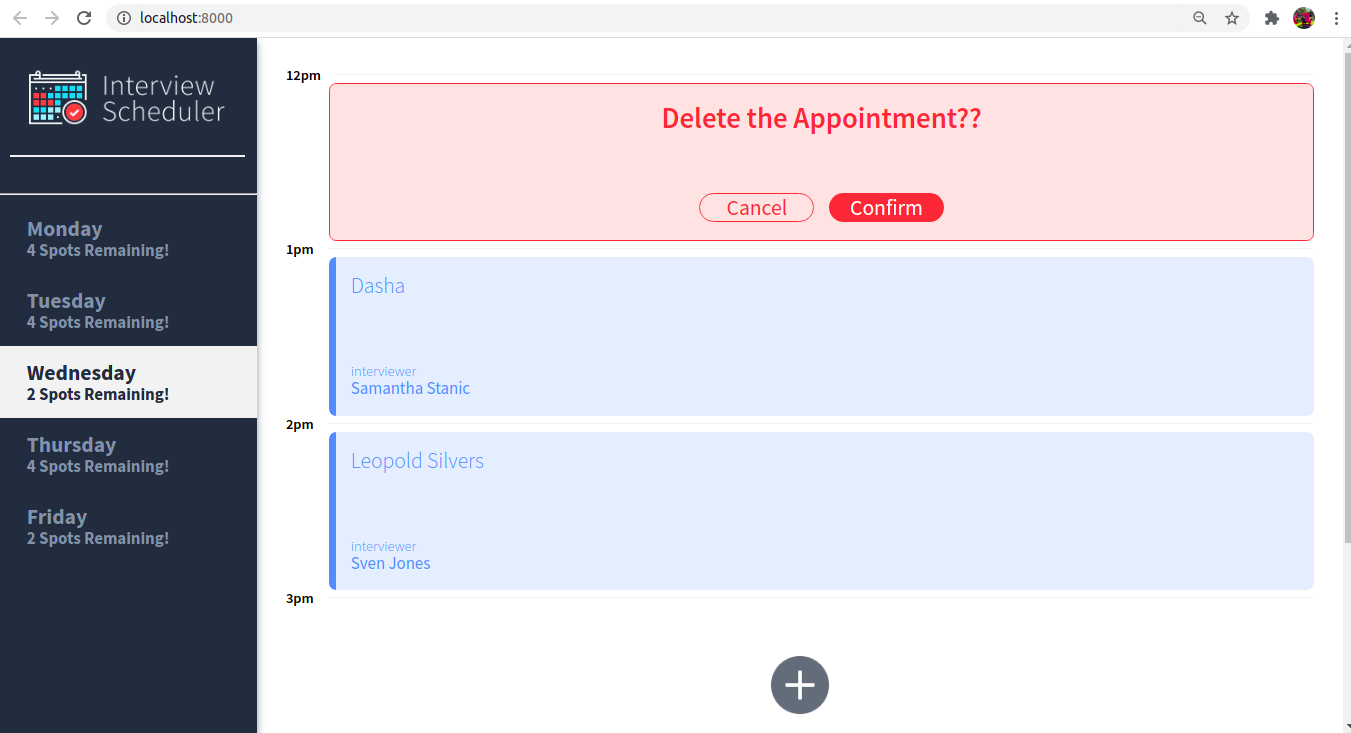 localhost:8000
Interview
Scheduler
Monday
4 Spots Remaining!
Tuesday
4 Spots Remaining!
Wednesday
2 Spots Remaining!
Thursday
4 Spots Remaining!
Friday
2 Spots Remaining!
12pm
Delete the Appointment??
Cancel Confirm
1pm
Dasha
interviewer
Samantha Stanic
2pm
Leopold Silvers
interviewer
Sven Jones
3pm